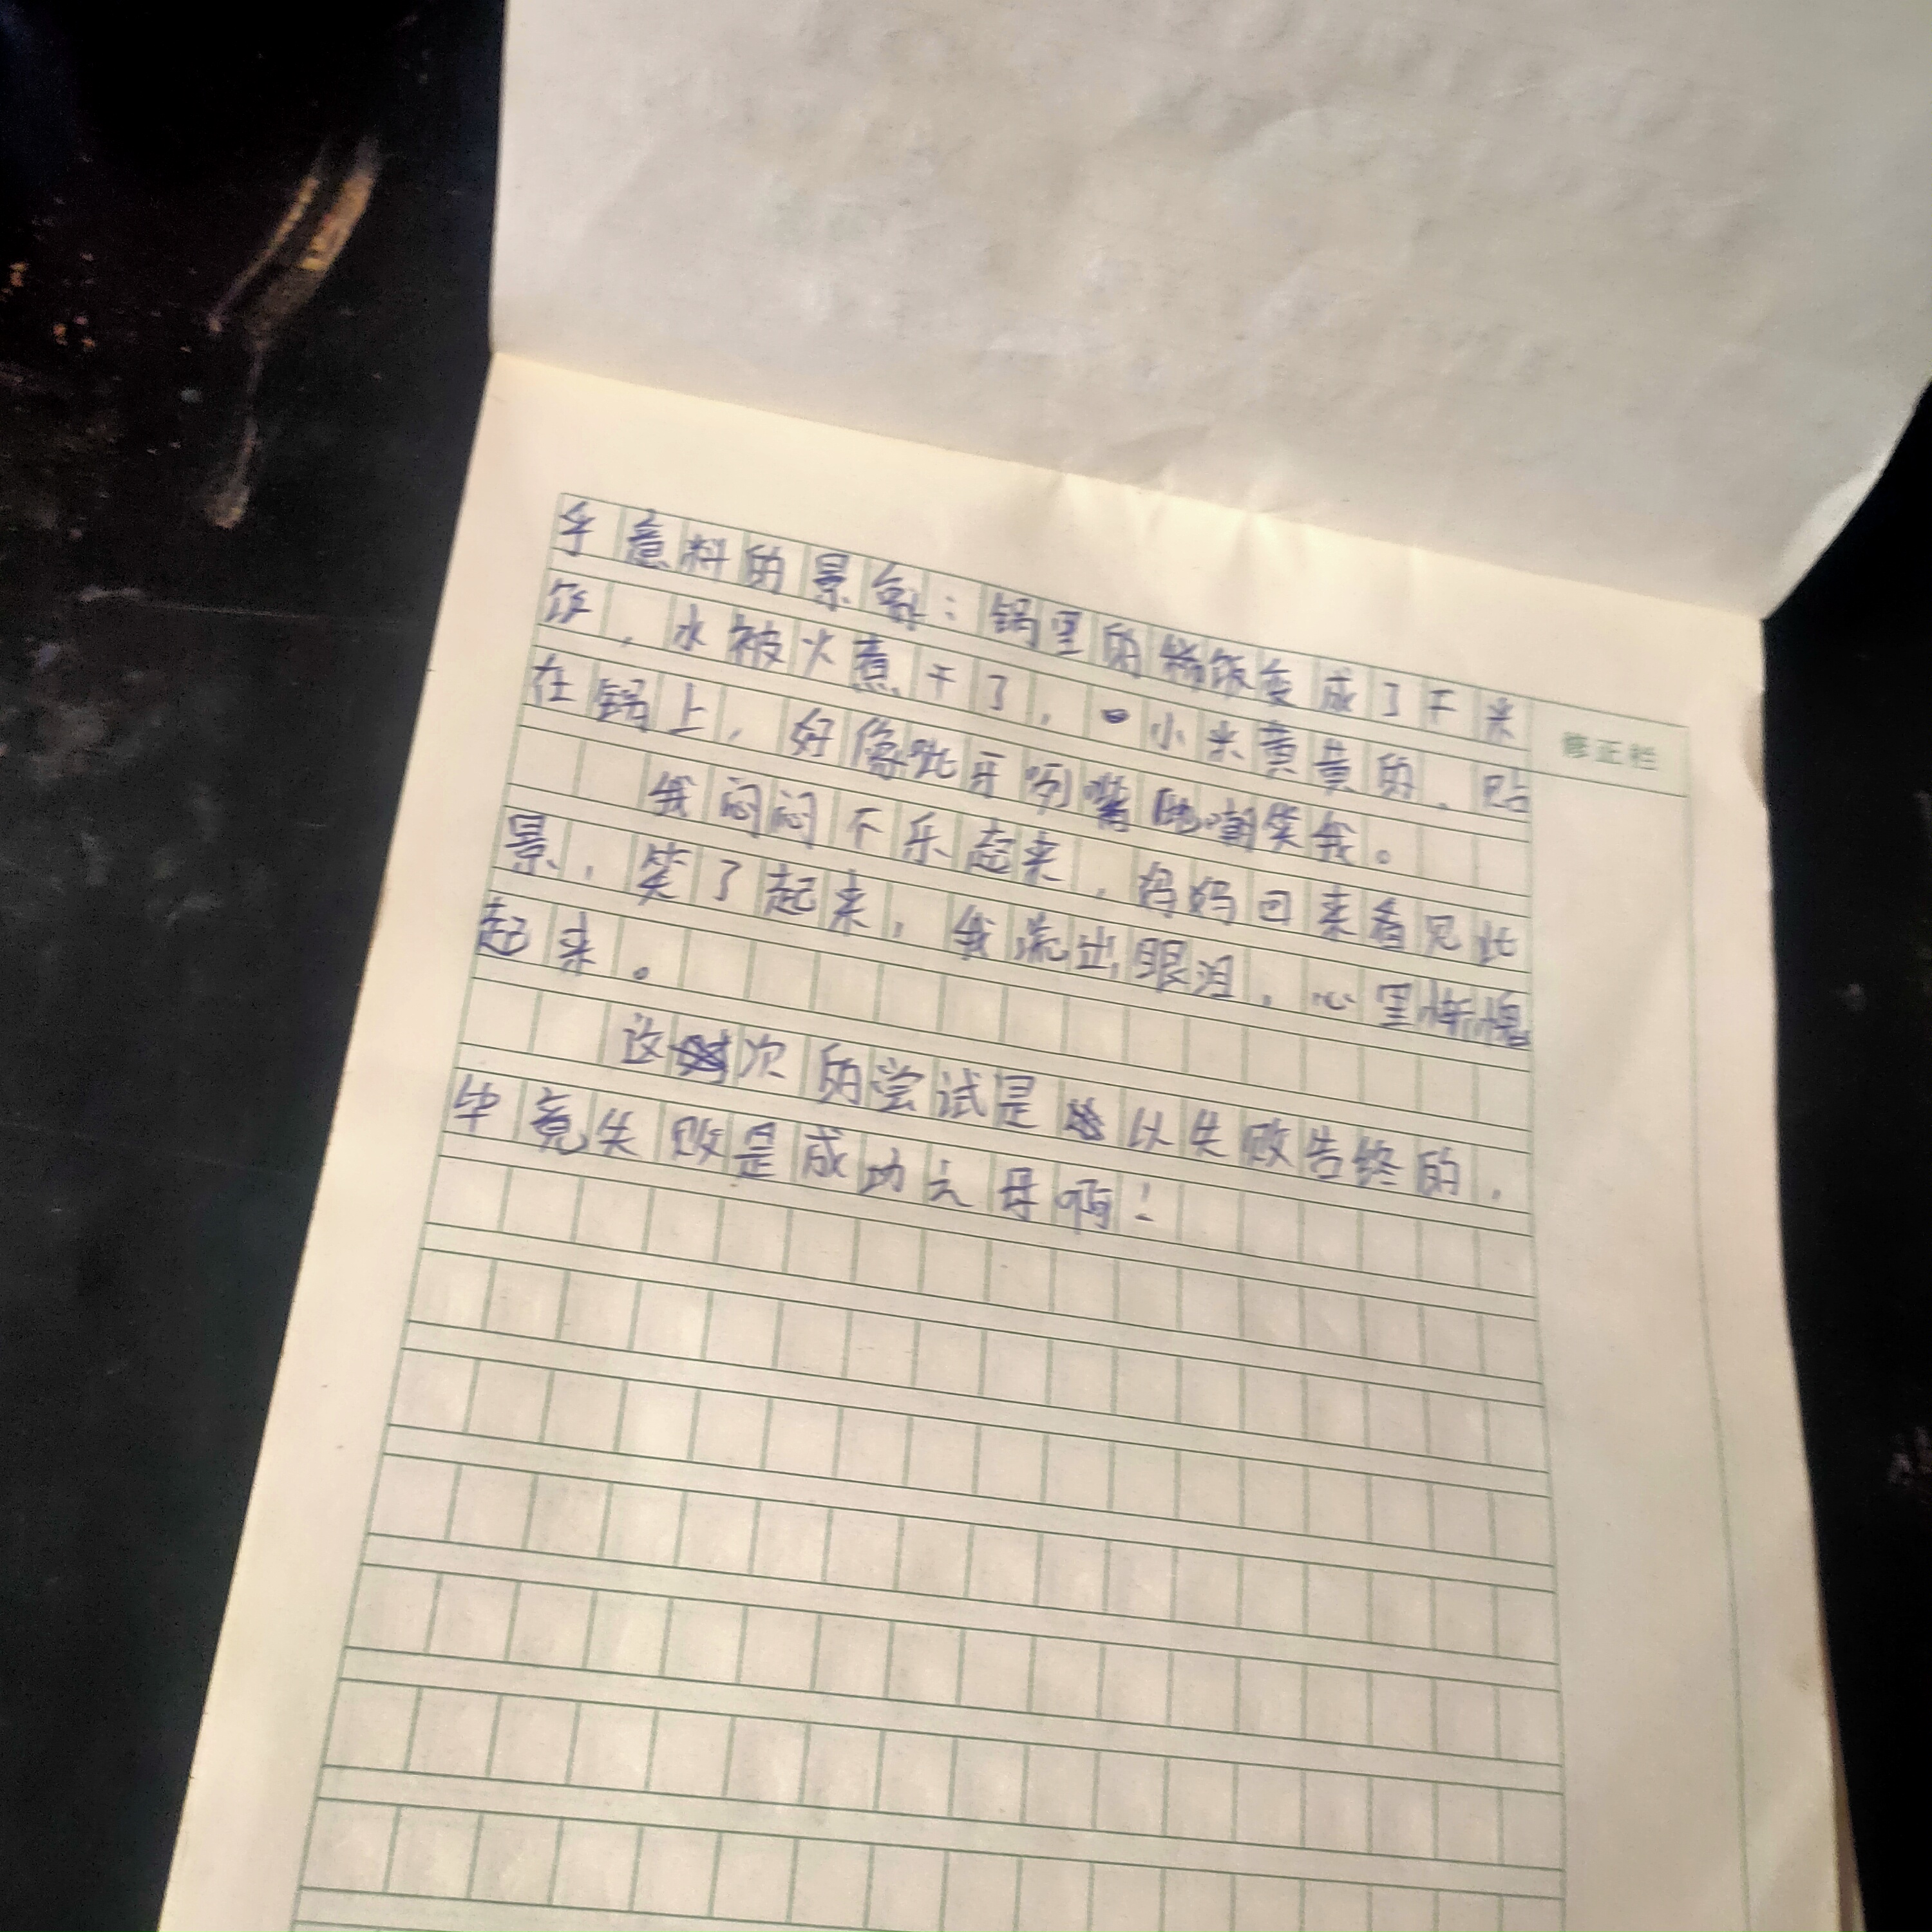 乎意料的景象：锅里的稀饭变成了干米
饭，水被火煮干了，小米黄黄的，贴
在锅上，好像呲牙咧嘴地嘲笑我。
我闷闷不乐起来，妈妈回来看见此
景，笑了起来，我流出眼泪，心里惭愧
起来。
这次的尝试是以失败告终的，
毕竟失败是成功之母啊！
修正栏